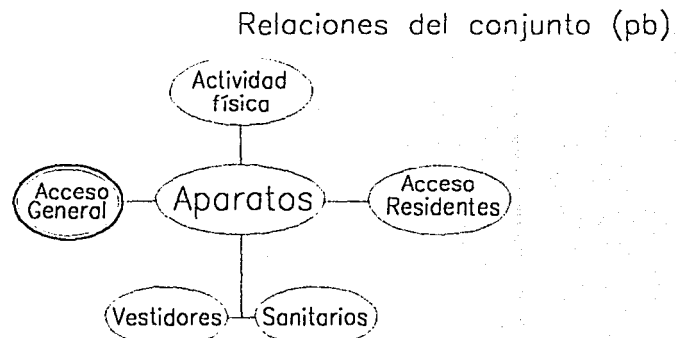 Relaciones del conjunto (pb)
Actividad
física
Acceso
General
Aparatos
Acceso
Residentes
Vestidores
Sanitarios